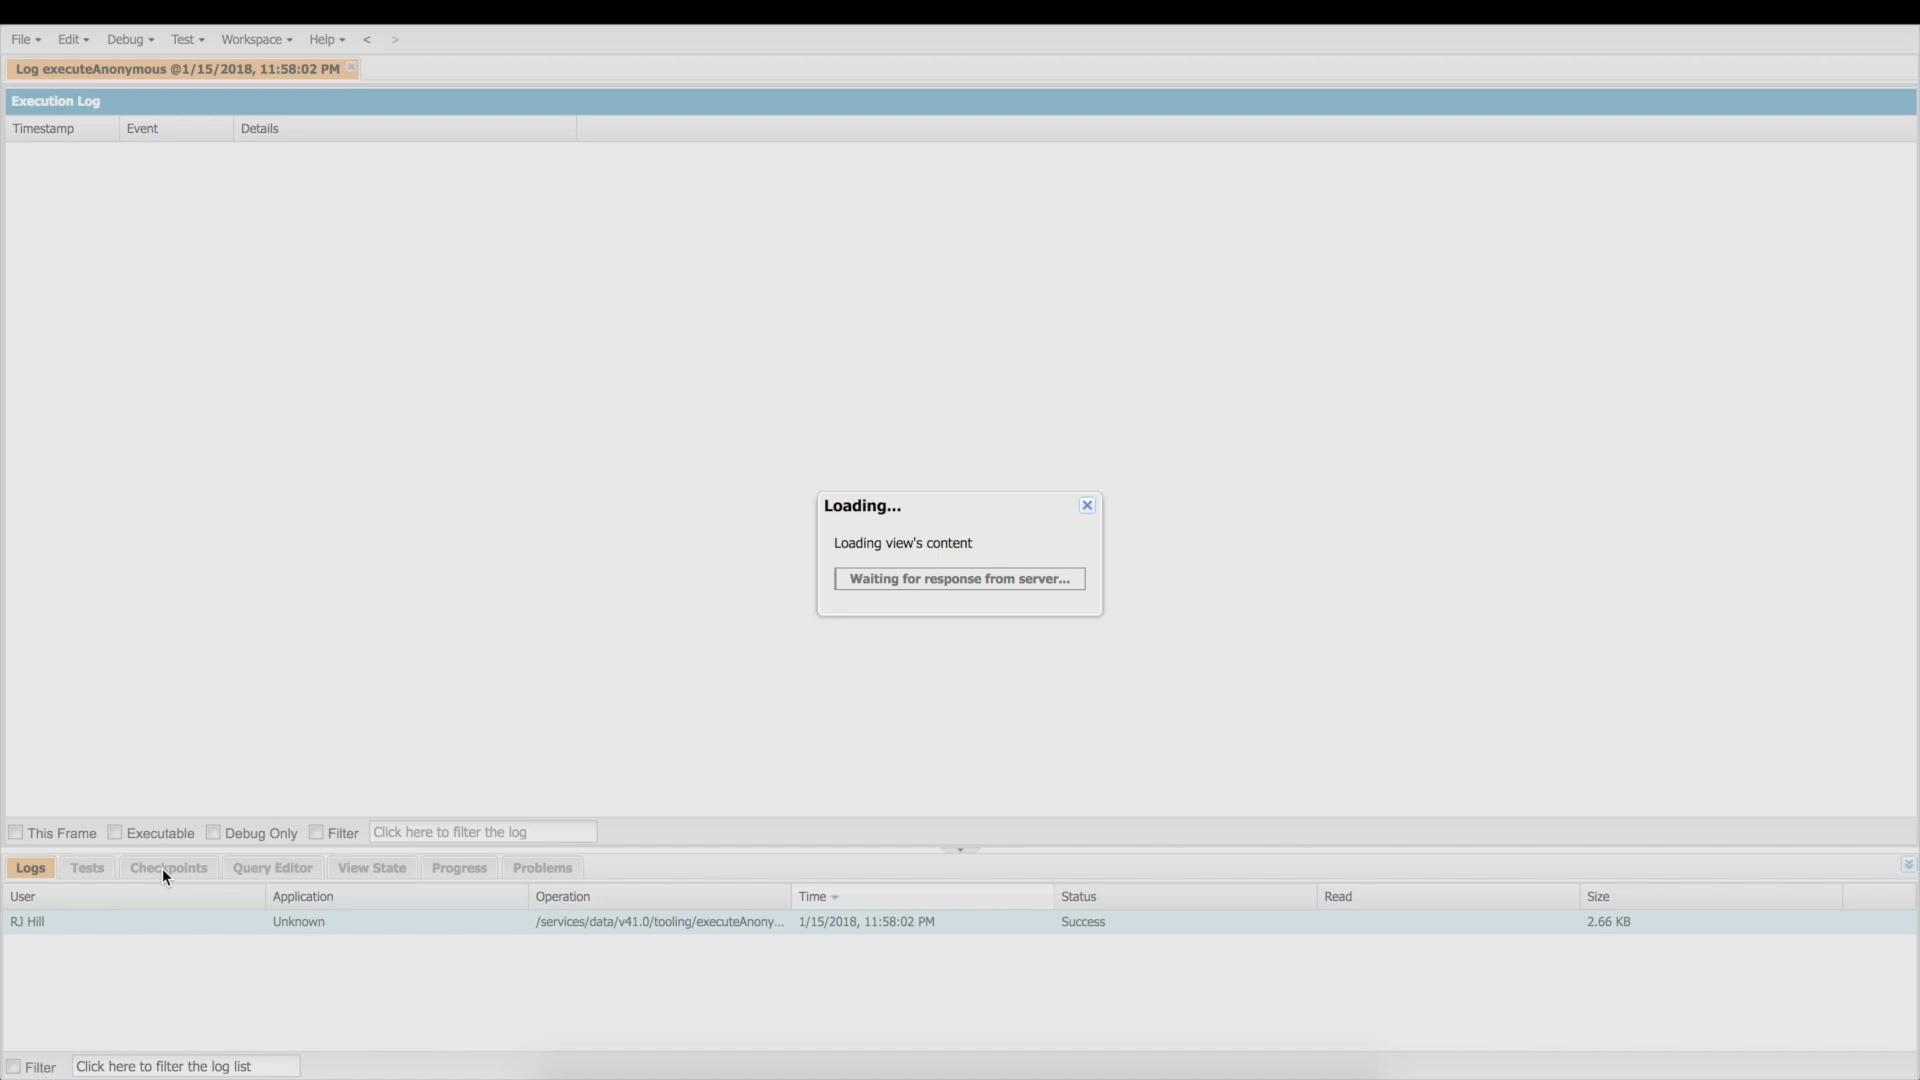 File Edit Debug Test Workspace Help < >
Log executeAnonymous @1/15/2018, 11:58:02 PM
Execution Log
Timestamp Event Details
Loading...
Loading view's content
Waiting for response from server...
This Frame Executable Debug Only Filter Click here to filter the log
Logs Tests Checkpoints Query Editor View State Progress Problems
User Application Operation Time Status Read Size
RJ Hill Unknown /services/data/v41.0/tooling/executeAnony... 1/15/2018, 11:58:02 PM Success 2.66 KB
Filter Click here to filter the log list